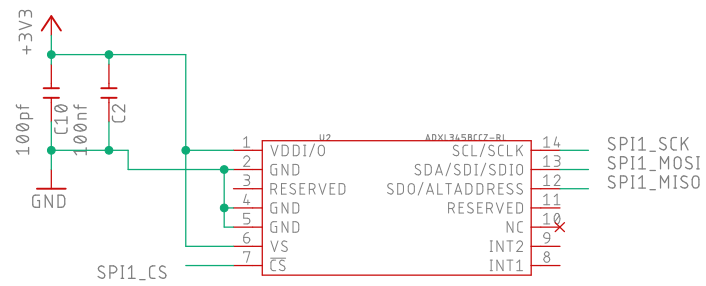 +3V3
100pf
C10
100nf
C2
GND
U2
ADXL345BCCZ-RL
1 VDDI/O
2 GND
3 RESERVED
4 GND
5 GND
6 VS
7 CS
SPI1_CS
SCL/SCLK 14 SPI1_SCK
SDA/SDI/SDIO 13 SPI1_MOSI
SDO/ALTADDRESS 12 SPI1_MISO
RESERVED 11
NC 10
INT2 9
INT1 8